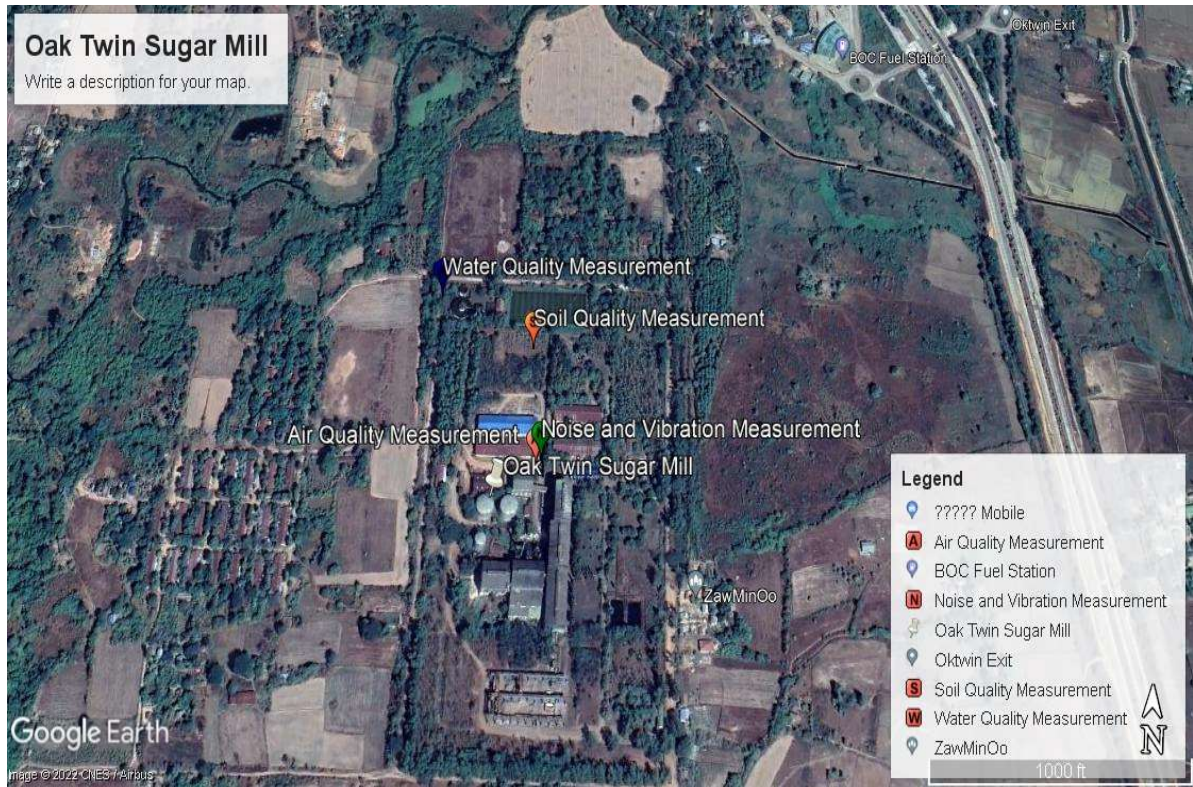 Oak Twin Sugar Mill
Write a description for your map.
Oktwin Exit
BOC Fuel Station
Water Quality Measurement
Soil Quality Measurement
Air Quality Measurement
Noise and Vibration Measurement
Oak Twin Sugar Mill
ZawMinOo
Legend
????? Mobile
A Air Quality Measurement
BOC Fuel Station
N Noise and Vibration Measurement
Oak Twin Sugar Mill
Oktwin Exit
S Soil Quality Measurement
W Water Quality Measurement
ZawMinOo
N
1000 ft
Google Earth
Image © 2022 CNES / Airbus